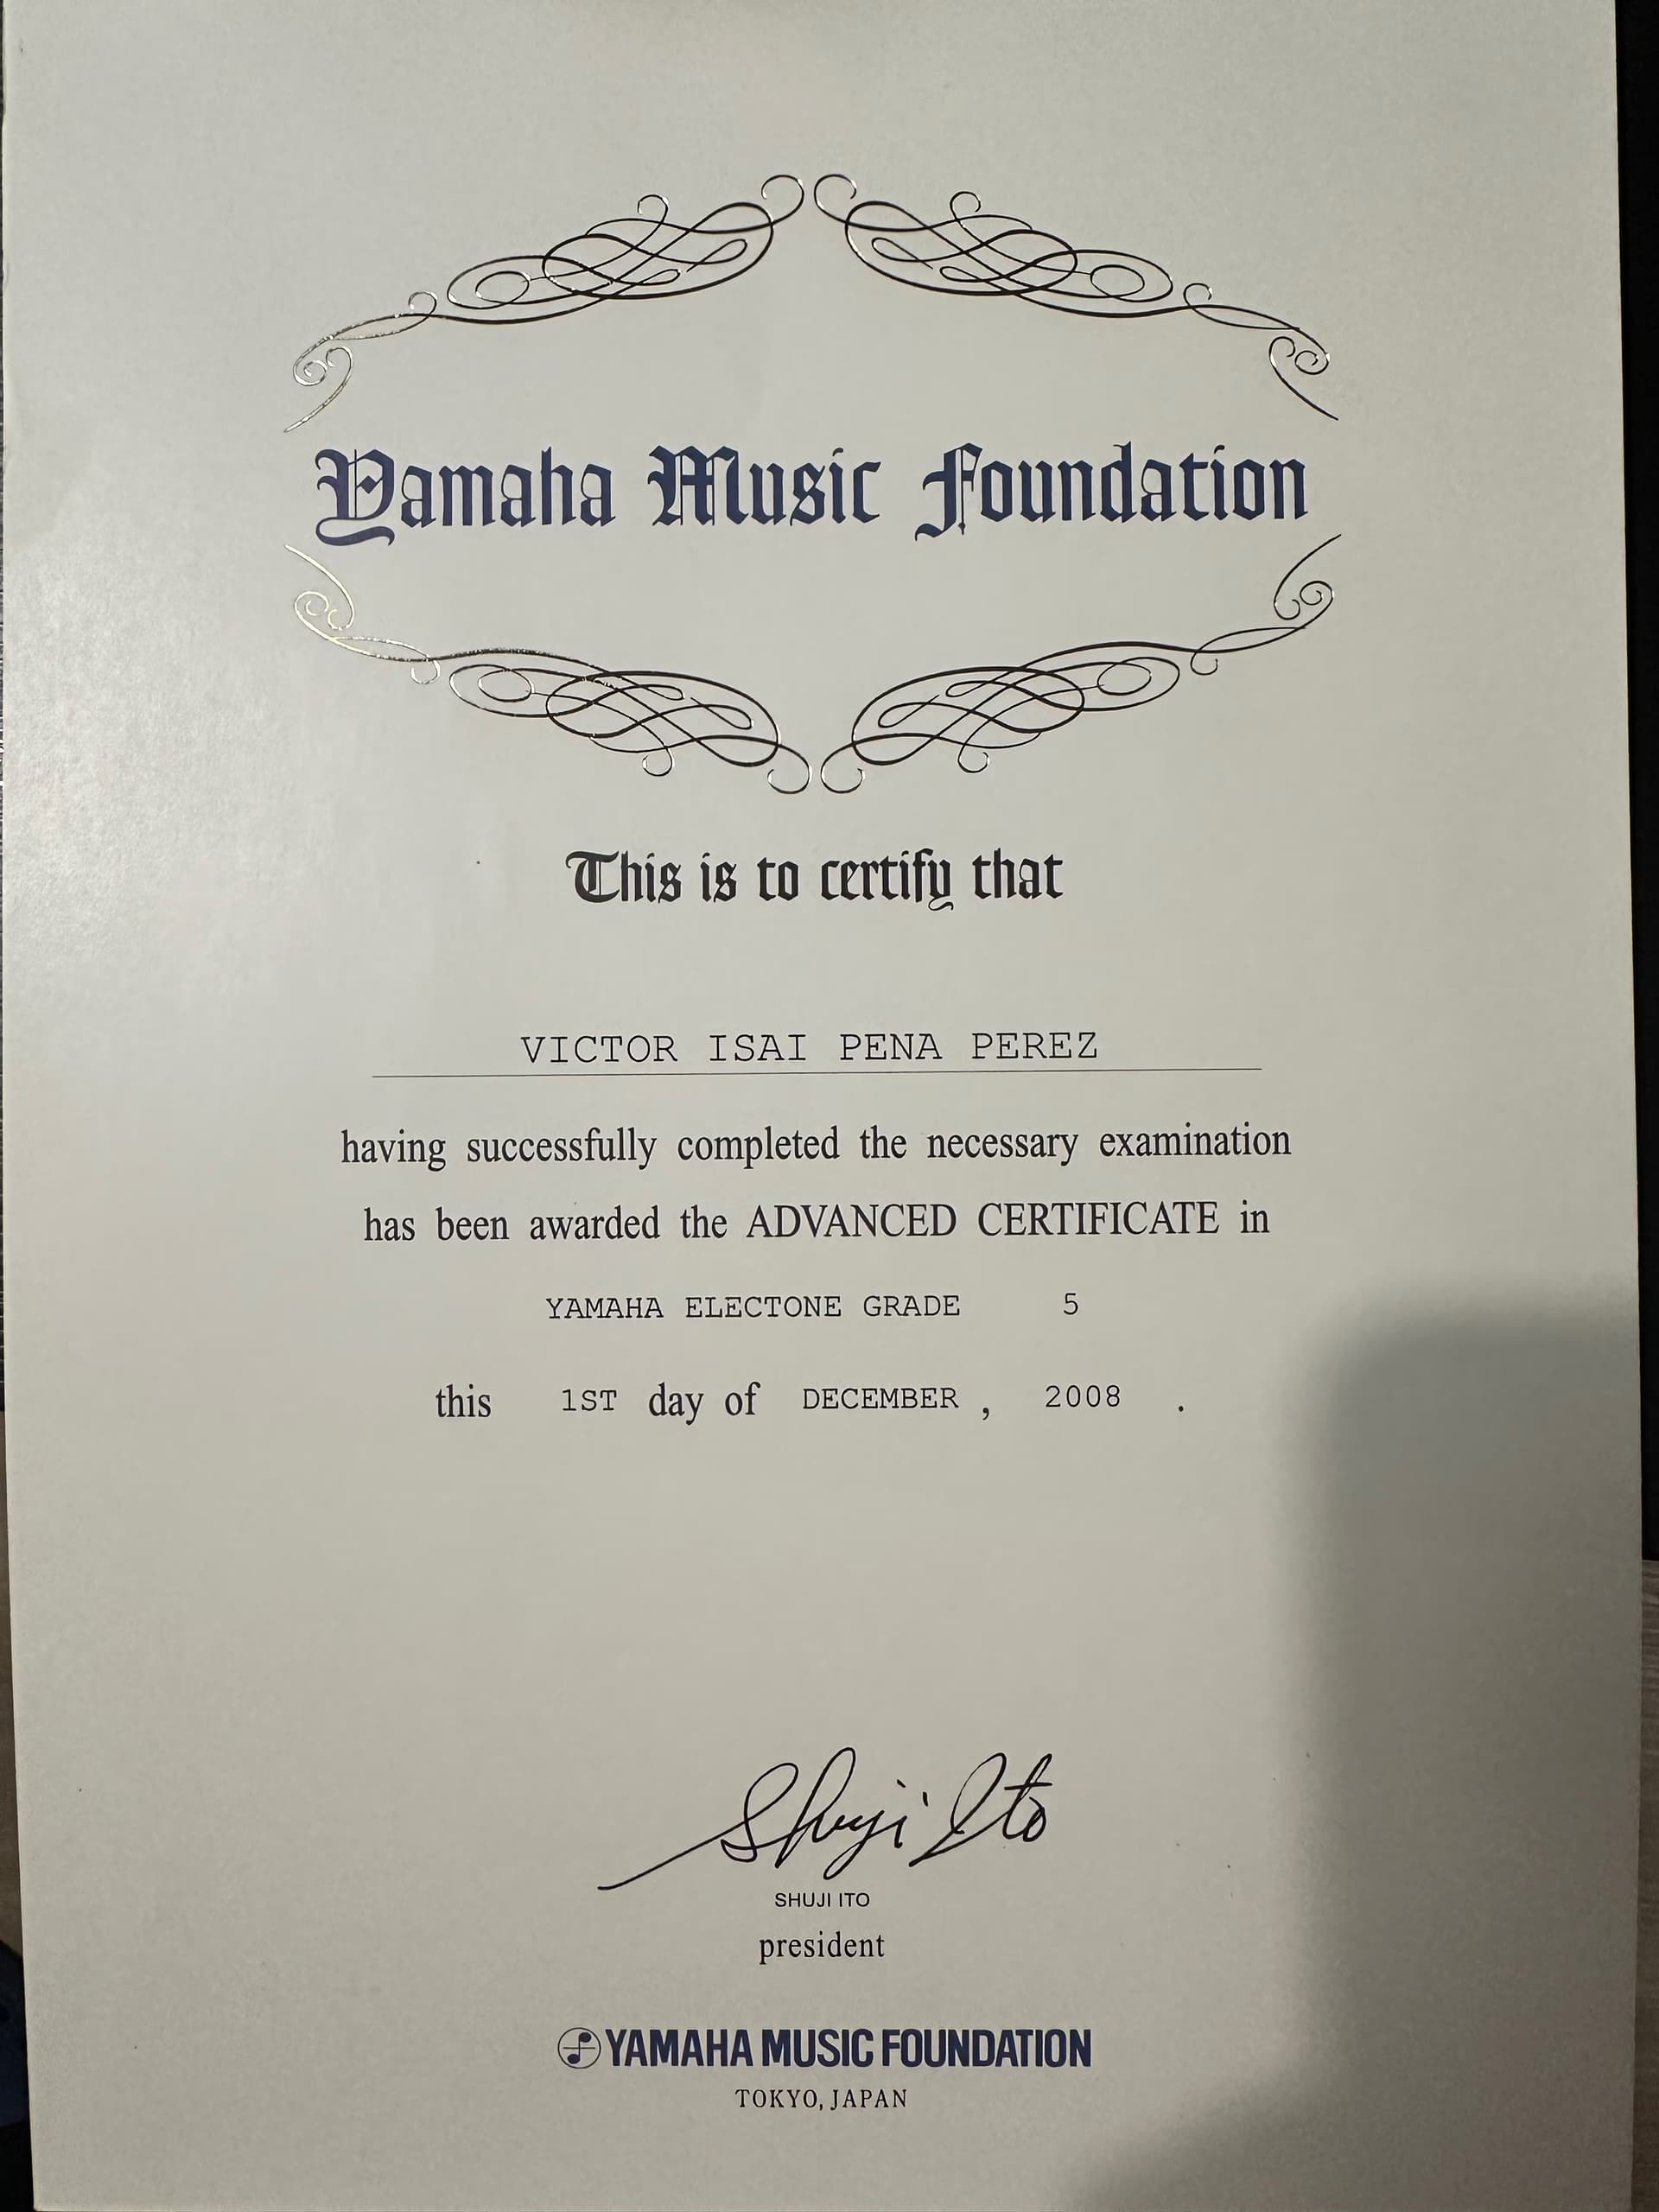 Yamaha Music Foundation
This is to certify that
VICTOR ISAI PENA PEREZ
having successfully completed the necessary examination
has been awarded the ADVANCED CERTIFICATE in
YAMAHA ELECTONE GRADE 5
this 1ST day of DECEMBER , 2008 .
Shuji Ito
SHUJI ITO
president
YAMAHA MUSIC FOUNDATION
TOKYO, JAPAN